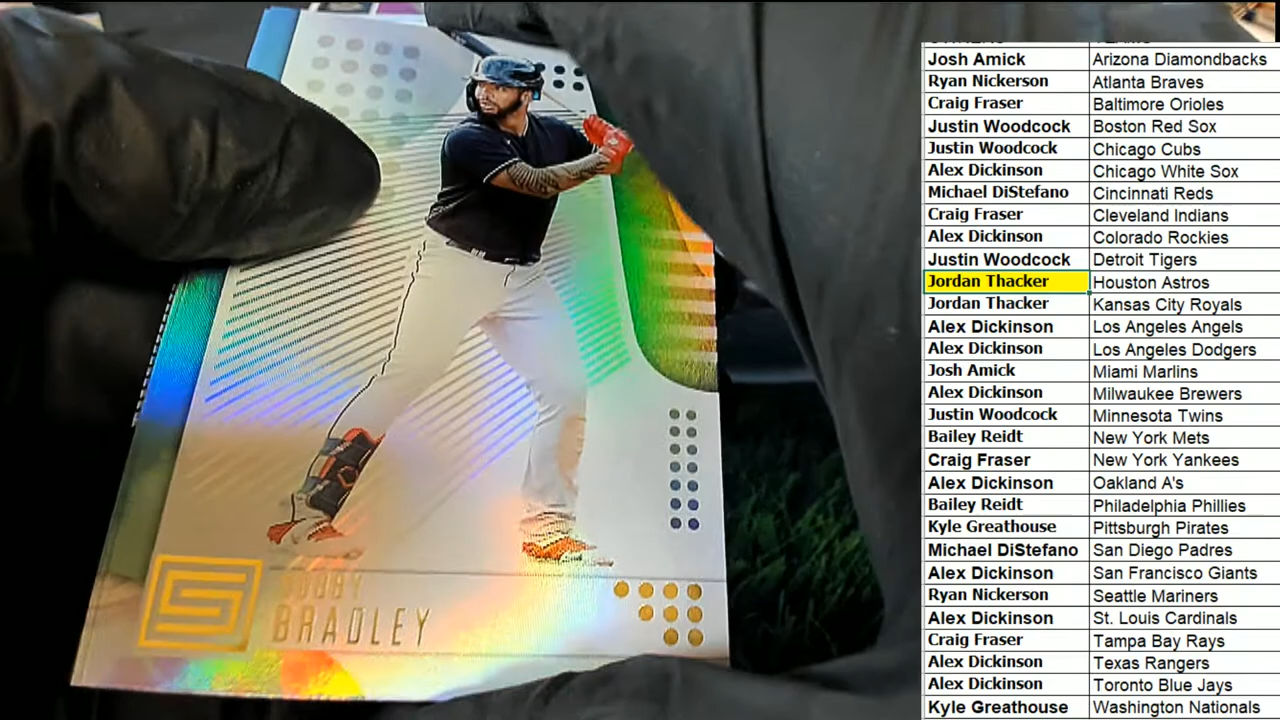 BRADLEY
Josh Amick Arizona Diamondbacks
Ryan Nickerson Atlanta Braves
Craig Fraser Baltimore Orioles
Justin Woodcock Boston Red Sox
Justin Woodcock Chicago Cubs
Alex Dickinson Chicago White Sox
Michael DiStefano Cincinnati Reds
Craig Fraser Cleveland Indians
Alex Dickinson Colorado Rockies
Justin Woodcock Detroit Tigers
Jordan Thacker Houston Astros
Jordan Thacker Kansas City Royals
Alex Dickinson Los Angeles Angels
Alex Dickinson Los Angeles Dodgers
Josh Amick Miami Marlins
Alex Dickinson Milwaukee Brewers
Justin Woodcock Minnesota Twins
Bailey Reidt New York Mets
Craig Fraser New York Yankees
Alex Dickinson Oakland A's
Bailey Reidt Philadelphia Phillies
Kyle Greathouse Pittsburgh Pirates
Michael DiStefano San Diego Padres
Alex Dickinson San Francisco Giants
Ryan Nickerson Seattle Mariners
Alex Dickinson St. Louis Cardinals
Craig Fraser Tampa Bay Rays
Alex Dickinson Texas Rangers
Alex Dickinson Toronto Blue Jays
Kyle Greathouse Washington Nationals